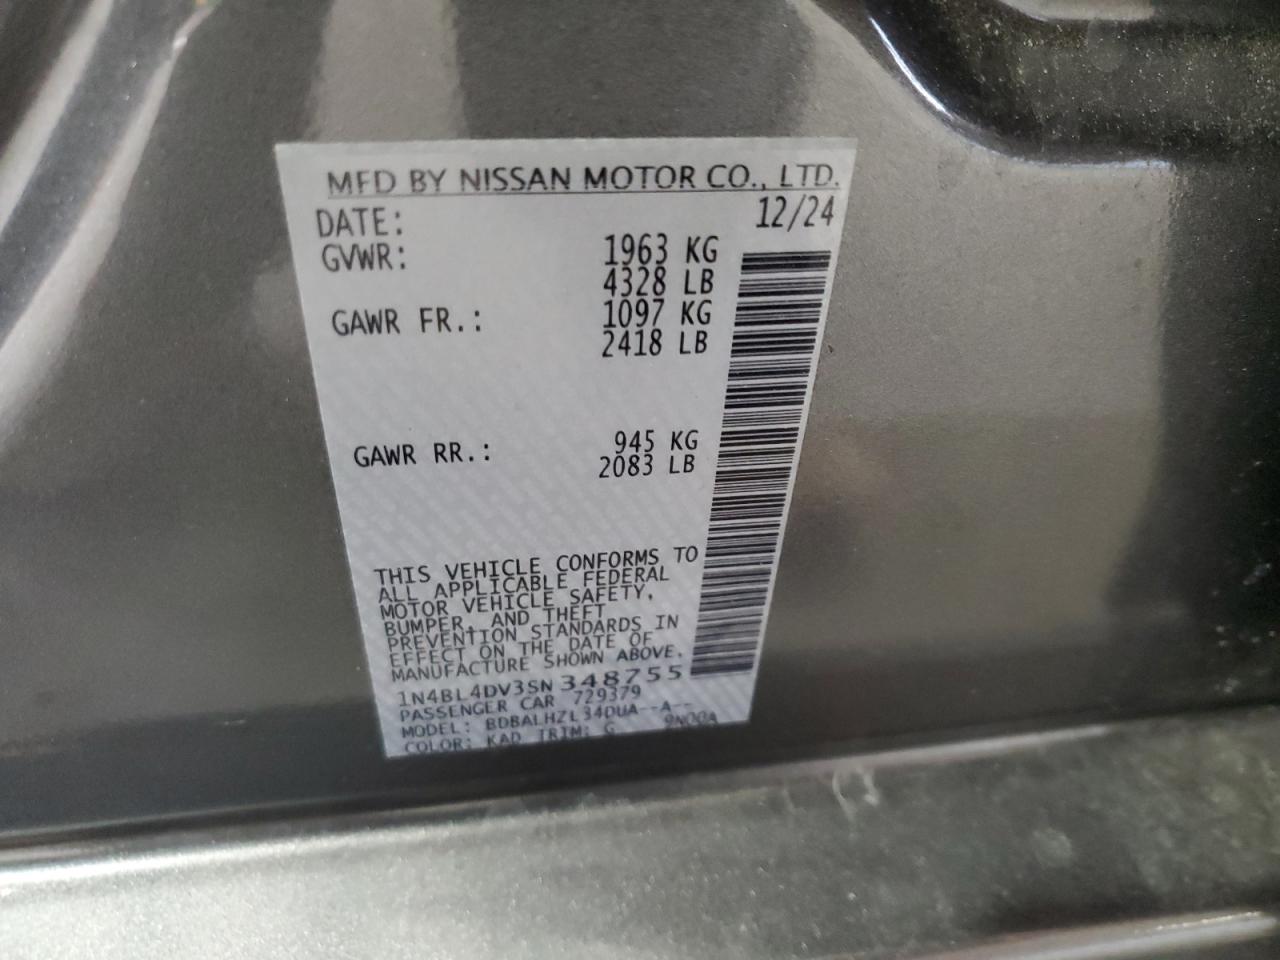 MFD BY NISSAN MOTOR CO., LTD.
DATE: 12/24
GVWR: 1963 KG
4328 LB
GAWR FR.: 1097 KG
2418 LB
GAWR RR.: 945 KG
2083 LB
THIS VEHICLE CONFORMS TO
ALL APPLICABLE FEDERAL
MOTOR VEHICLE SAFETY,
BUMPER, AND THEFT
PREVENTION STANDARDS IN
EFFECT ON THE DATE OF
MANUFACTURE SHOWN ABOVE.
1N4BL4DV3SN348755
PASSENGER CAR 729379
MODEL: BDBALHZL34DUA--A--
COLOR: KAD TRIM: G 9N00A